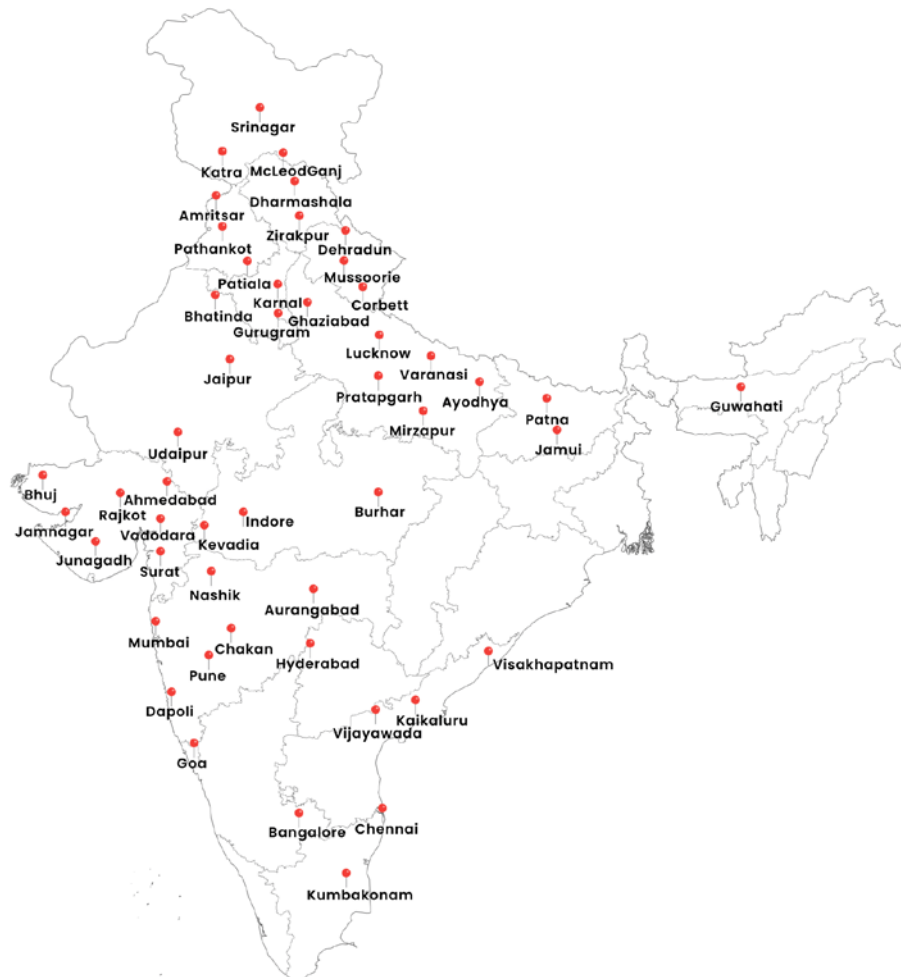 Srinagar
Katra
McLeodGanj
Dharmashala
Amritsar
Zirakpur
Pathankot
Dehradun
Mussoorie
Patiala
Karnal
Corbett
Bhatinda
Ghaziabad
Gurugram
Lucknow
Jaipur
Varanasi
Pratapgarh
Ayodhya
Guwahati
Patna
Mirzapur
Jamui
Udaipur
Bhuj
Ahmedabad
Burhar
Rajkot
Indore
Jamnagar
Vadodara
Kevadia
Junagadh
Surat
Nashik
Aurangabad
Mumbai
Chakan
Hyderabad
Visakhapatnam
Pune
Dapoli
Kaikaluru
Vijayawada
Goa
Bangalore
Chennai
Kumbakonam